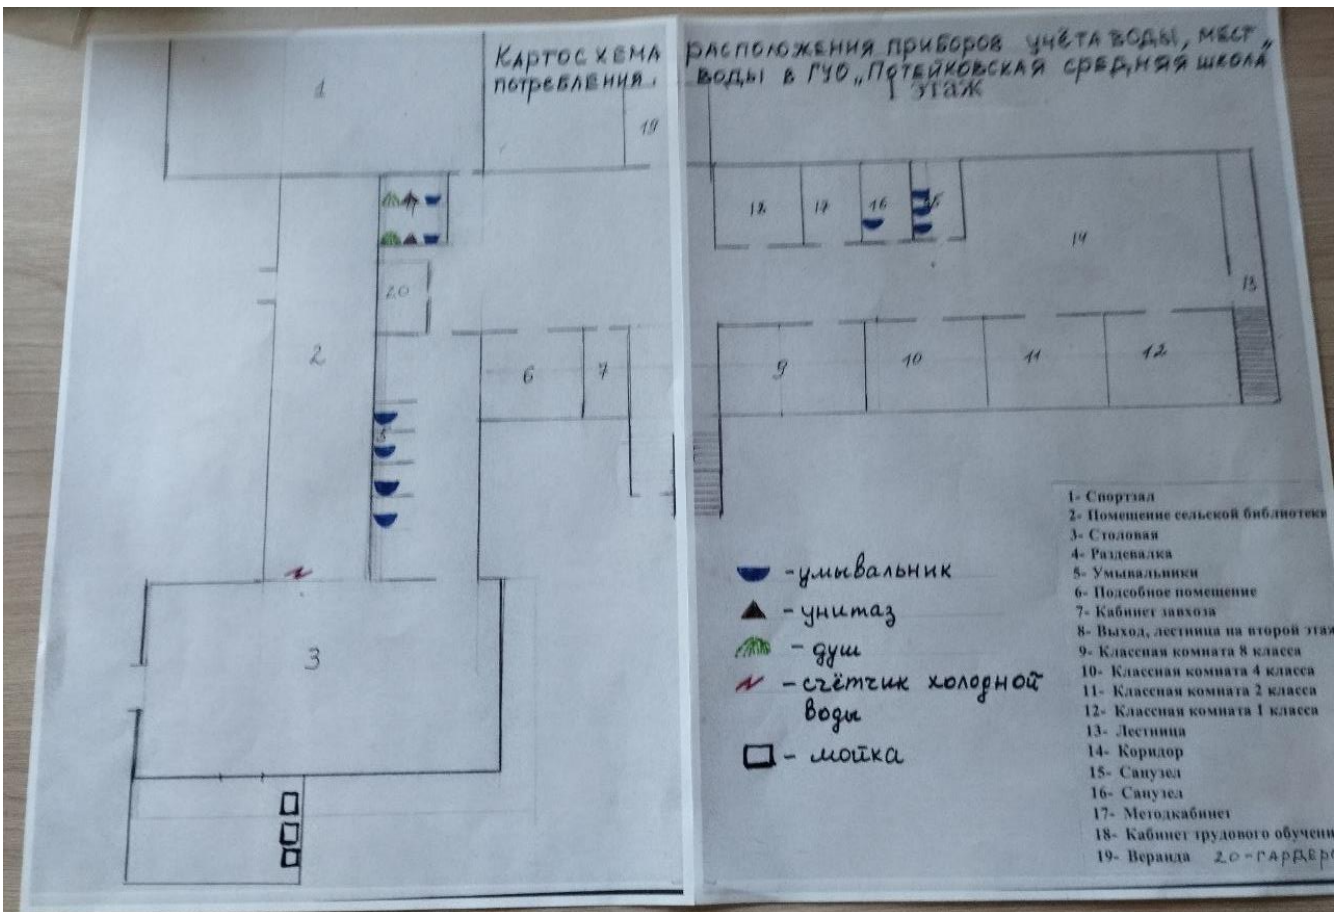 КАРТОСХЕМА РАСПОЛОЖЕНИЯ ПРИБОРОВ УЧЁТА ВОДЫ, МЕСТ
ПОТРЕБЛЕНИЯ ВОДЫ В ГУО „ПОТЕЙКОВСКАЯ СРЕДНЯЯ ШКОЛА"
1 этаж
1
19
18
17
16
15
14
13
20
2
6
7
9
10
11
12
5
3
- умывальник
- унитаз
- душ
- счётчик холодной
воды
- мойка
1- Спортзал
2- Помещение сельской библиотеки
3- Столовая
4- Раздевалка
5- Умывальники
6- Подсобное помещение
7- Кабинет завхоза
8- Выход, лестница на второй этаж
9- Классная комната 8 класса
10- Классная комната 4 класса
11- Классная комната 2 класса
12- Классная комната 1 класса
13- Лестница
14- Коридор
15- Санузел
16- Санузел
17- Методкабинет
18- Кабинет трудового обучени
19- Веранда 20-ГАРДЕРО